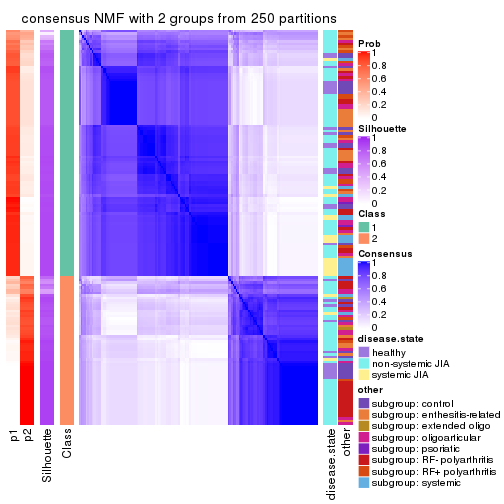 consensus NMF with 2 groups from 250 partitions
Prob
1
0.8
0.6
0.4
0.2
0
Silhouette
1
0.8
0.6
0.4
0.2
0
Class
1
2
Consensus
1
0.8
0.6
0.4
0.2
0
disease.state
healthy
non-systemic JIA
systemic JIA
other
subgroup: control
subgroup: enthesitis-related
subgroup: extended oligo
subgroup: oligoarticular
subgroup: psoriatic
subgroup: RF- polyarthritis
subgroup: RF+ polyarthritis
subgroup: systemic
p1
p2
Silhouette
Class
disease.state
other